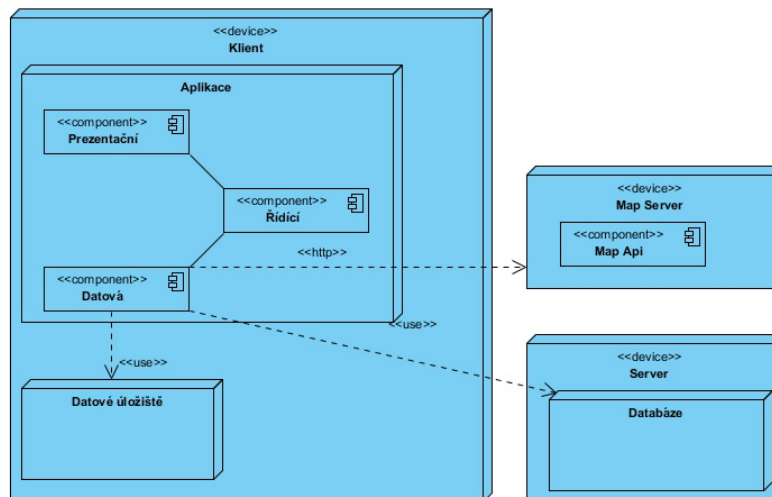 <<device>>
Klient
Aplikace
<<component>>
Prezentační
<<component>>
Řídící
<<http>>
<<component>>
Datová
<<use>>
<<use>>
Datové úložiště
<<device>>
Map Server
<<component>>
Map Api
<<device>>
Server
Databáze